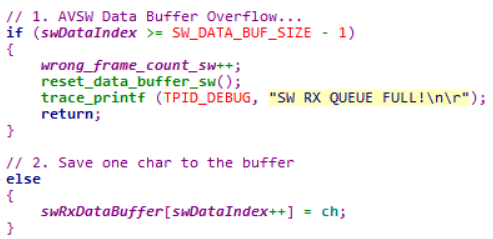 // 1. AVSW Data Buffer Overflow...
if (swDataIndex >= SW_DATA_BUF_SIZE - 1)
{
    wrong_frame_count_sw++;
    reset_data_buffer_sw();
    trace_printf (TPID_DEBUG, "SW RX QUEUE FULL!\n\r");
    return;
}

// 2. Save one char to the buffer
else
{
    swRxDataBuffer[swDataIndex++] = ch;
}